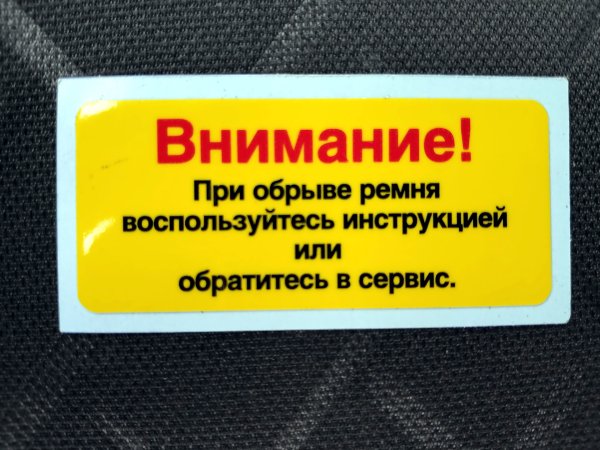 Внимание!
При обрыве ремня
воспользуйтесь инструкцией
или
обратитесь в сервис.